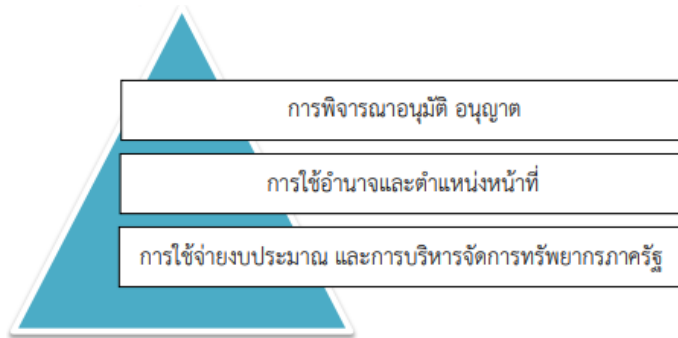 การพิจารณาอนุมัติ อนุญาต
การใช้อำนาจและตำแหน่งหน้าที่
การใช้จ่ายงบประมาณ และการบริหารจัดการทรัพยากรภาครัฐ